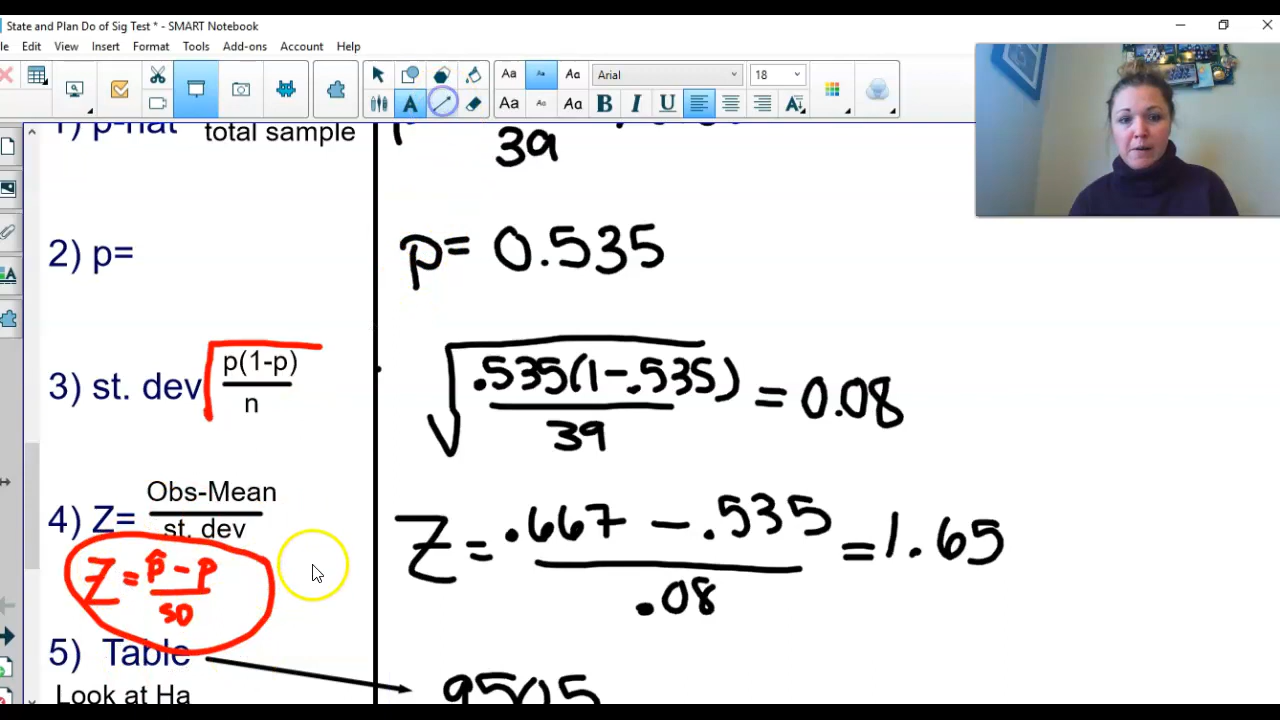 State and Plan Do of Sig Test * - SMART Notebook
Edit View Insert Format Tools Add-ons Account Help
Arial 18
1) p-hat total sample
39
2) p=
p= 0.535
3) st. dev √ p(1-p)
n
√ .535(1-.535) = 0.08
39
4) Z= Obs-Mean
st. dev
Z = p̂ - p
SD
Z = .667 - .535 = 1.65
.08
5) Table
.9505
Look at Ha